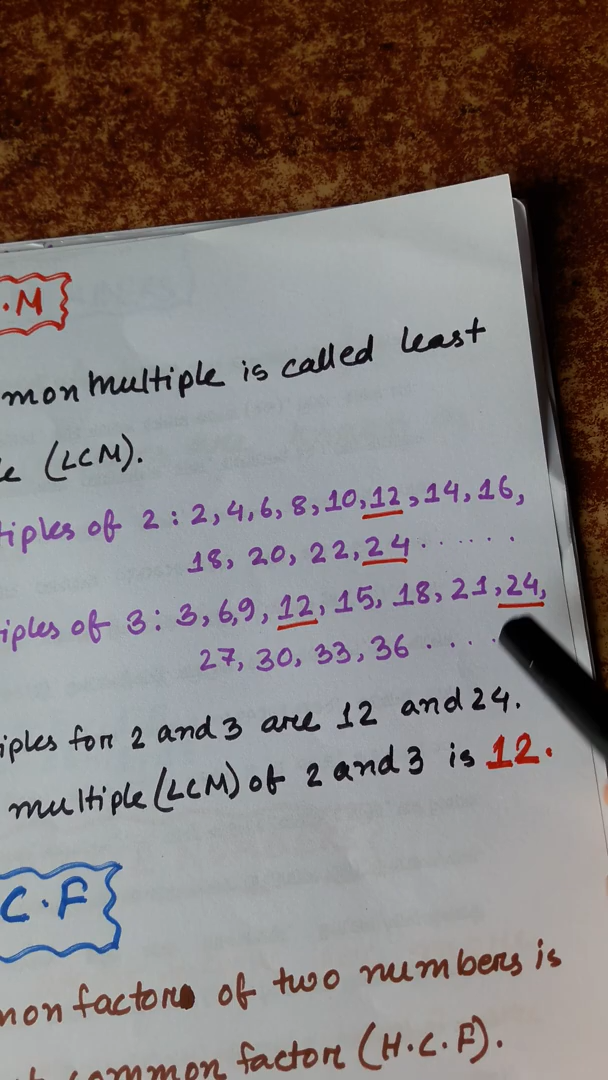 .M
mon multiple is called least
e (LCM).
tiples of 2 : 2, 4, 6, 8, 10, 12, 14, 16,
18, 20, 22, 24 . . . . . .
iples of 3 : 3, 6, 9, 12, 15, 18, 21, 24,
27, 30, 33, 36 . . . . .
iples for 2 and 3 are 12 and 24.
multiple (LCM) of 2 and 3 is 12.
C.F
mon factor of two numbers is
common factor (H.C.F).